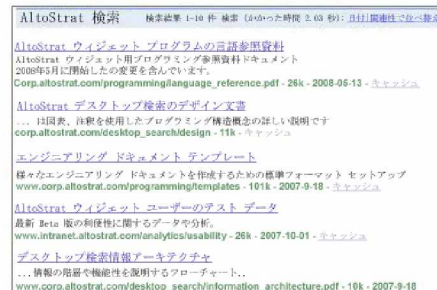 AltoStrat 検索 検索結果 1-10 件 検索 (かかった時間 2.03 秒): 日付|関連性で並べ替え
AltoStrat ウィジェット プログラムの言語参照資料
AltoStrat ウィジェット用プログラミング参照資料ドキュメント
2008年5月に開始したの変更を含んでいます。
Corp.altostrat.com/programming/language_reference.pdf - 26k - 2008-05-13 - キャッシュ
AltoStrat デスクトップ検索のデザイン文書
... は図表、注釈を使用したプログラミング構造概念の詳しい説明です
corp.altostrat.com/desktop_search/design - 11k - キャッシュ
エンジニアリング ドキュメント テンプレート
様々なエンジニアリング ドキュメントを作成するための標準フォーマット セットアップ
www.corp.altostrat.com/programming/templates - 101k - 2007-9-18 - キャッシュ
AltoStrat ウィジェット ユーザーのテスト データ
最新 Beta 版の利便性に関するデータや分析。
www.intranet.altostrat.com/analytics/usability - 26k - 2007-10-01 - キャッシュ
デスクトップ検索情報アーキテクチャ
...情報の階層や機能性を説明するフローチャート..
www.corp.altostrat.com/desktop_search/information_architecture.pdf - 10k - 2007-9-18